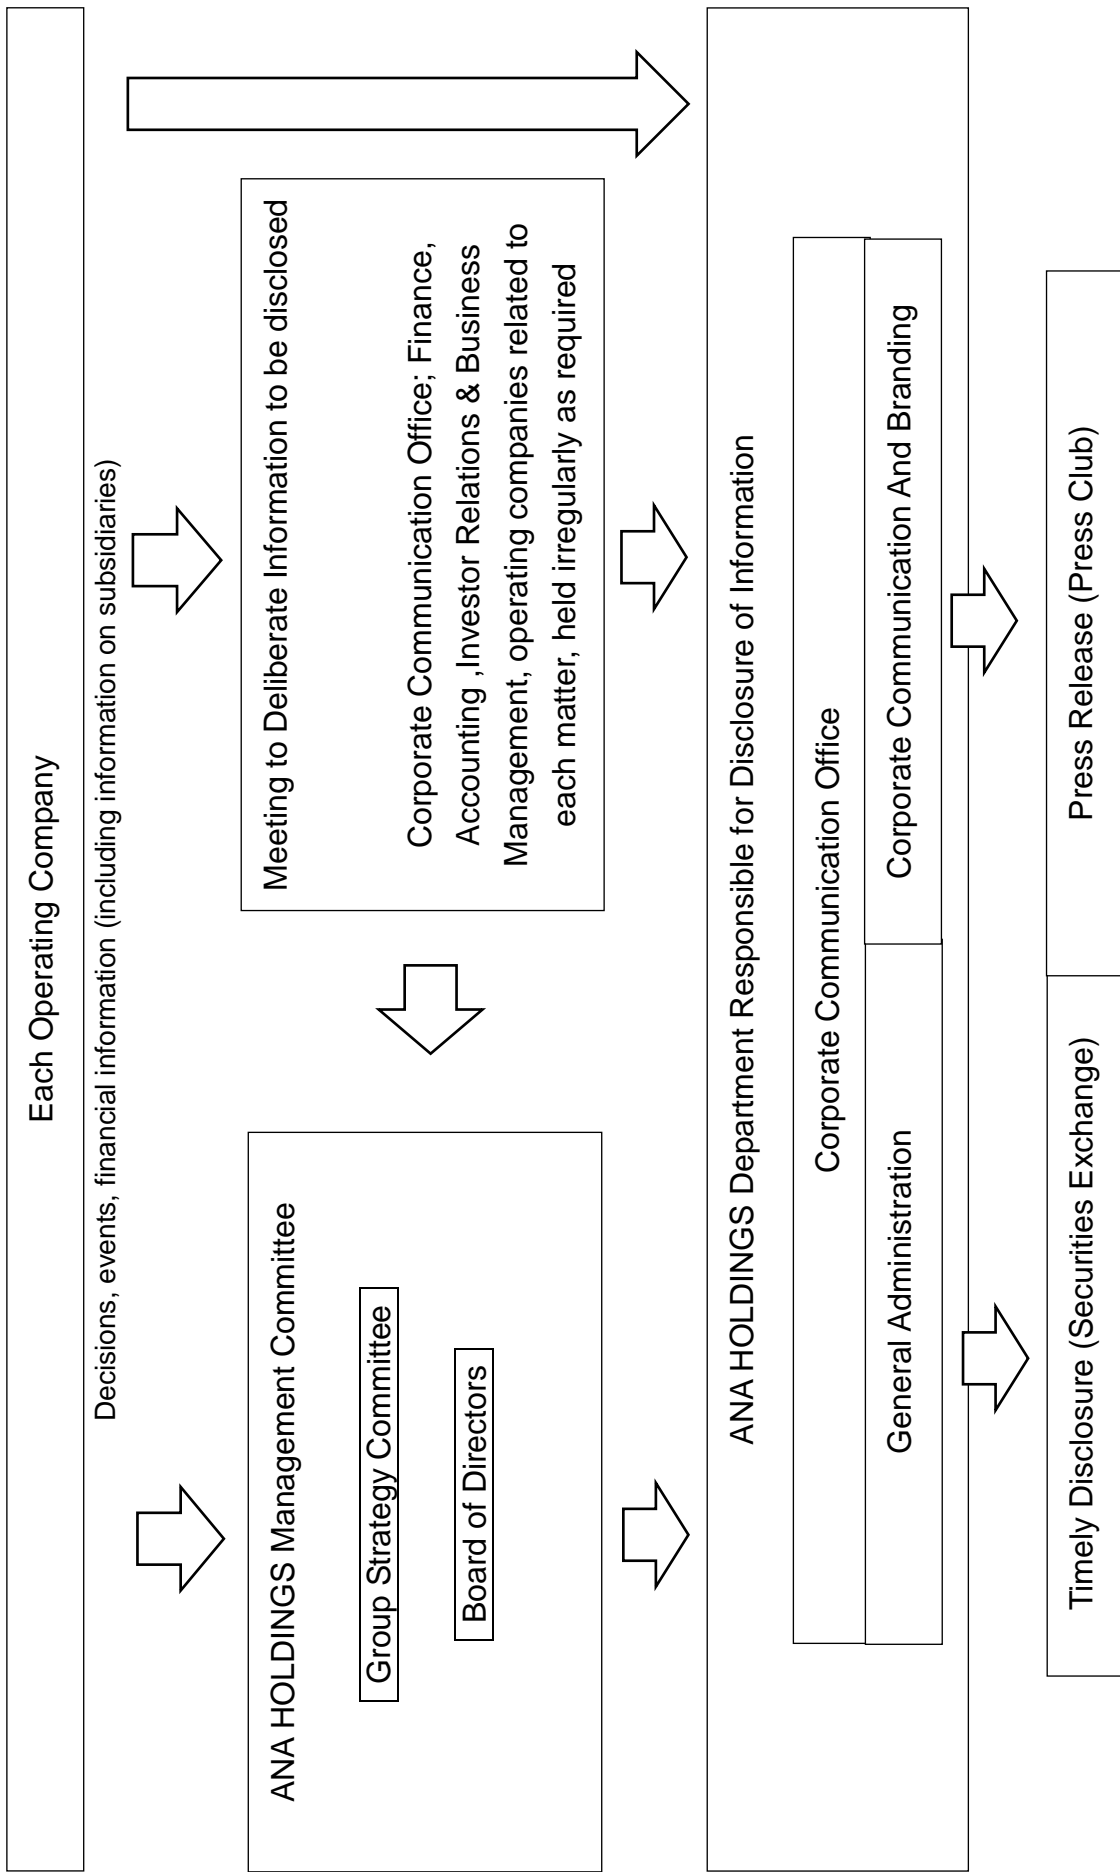 Each Operating Company
Decisions, events, financial information (including information on subsidiaries)
ANA HOLDINGS Management Committee
Group Strategy Committee
Board of Directors
Meeting to Deliberate Information to be disclosed
Corporate Communication Office; Finance,
Accounting ,Investor Relations & Business
Management, operating companies related to
each matter, held irregularly as required
ANA HOLDINGS Department Responsible for Disclosure of Information
Corporate Communication Office
General Administration
Corporate Communication And Branding
Timely Disclosure (Securities Exchange)
Press Release (Press Club)